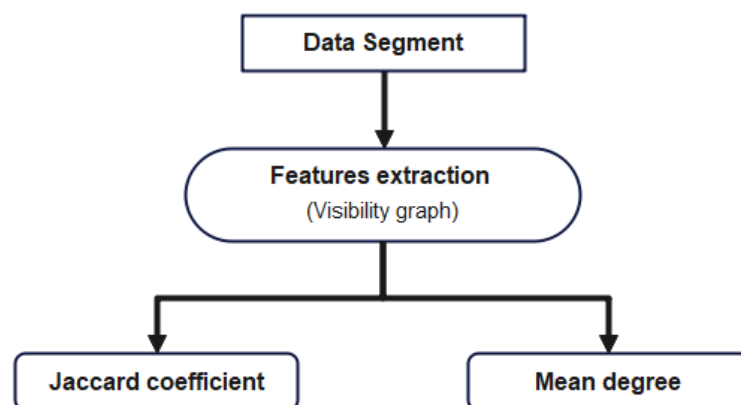 Data Segment
Features extraction
(Visibility graph)
Jaccard coefficient
Mean degree